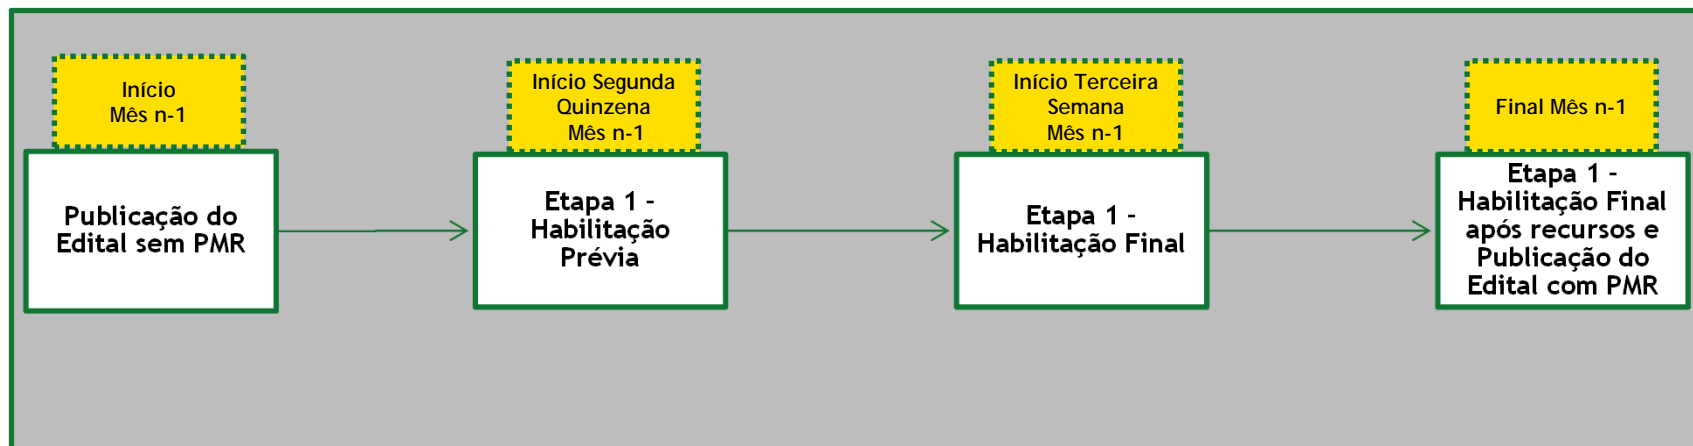 Início
Mês n-1
Publicação do
Edital sem PMR
Início Segunda
Quinzena
Mês n-1
Etapa 1 -
Habilitação
Prévia
Início Terceira
Semana
Mês n-1
Etapa 1 -
Habilitação Final
Final Mês n-1
Etapa 1 -
Habilitação Final
após recursos e
Publicação do
Edital com PMR